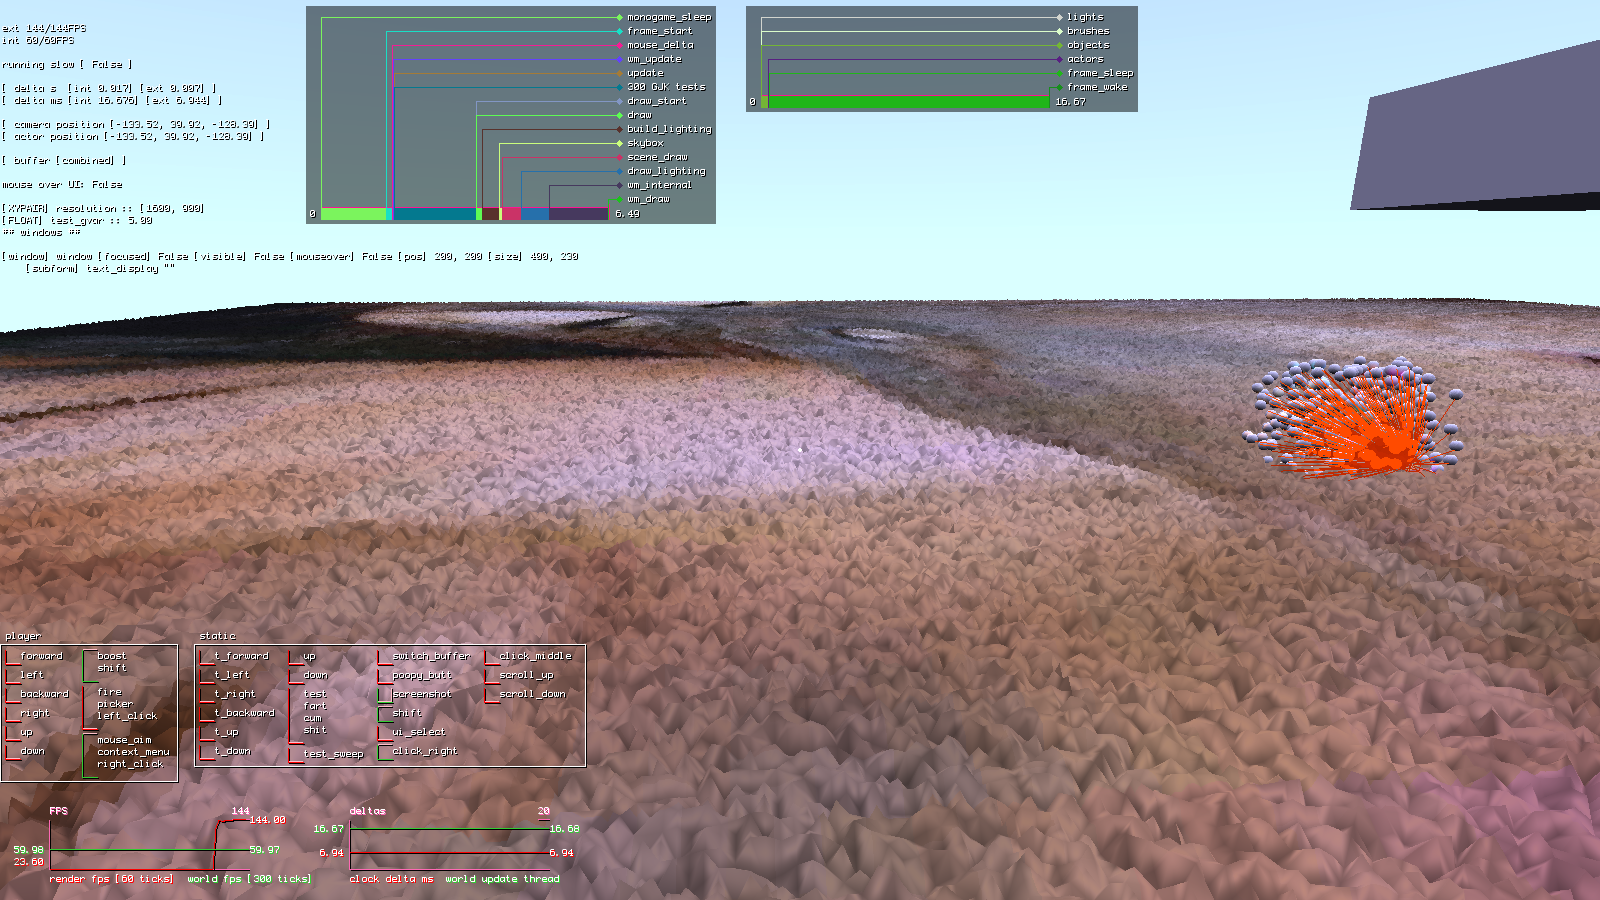 ext 144/144FPS
int 60/60FPS
running slow [ False ]
[ delta s  [int 0.017] [ext 0.007] ]
[ delta ms [int 16.676] [ext 6.944] ]
[ camera position [-133.52, 39.92, -128.39] ]
[ actor position [-133.52, 39.92, -128.39] ]
[ buffer [combined] ]
mouse over UI: False
[XYPAIR] resolution :: [1600, 900]
[FLOAT] test_gvar :: 5.00
** windows **
[window] window [focused] False [visible] False [mouseover] False [pos] 200, 200 [size] 400, 230
[subform] text_display ""
monogame_sleep
frame_start
mouse_delta
wm_update
update
300 GJK tests
draw_start
draw
build_lighting
skybox
scene_draw
draw_lighting
wm_internal
wm_draw
0 6.49
lights
brushes
objects
actors
frame_sleep
frame_wake
0 16.67
player
forward
left
backward
right
up
down
boost
shift
fire
picker
left_click
mouse_aim
context_menu
right_click
static
t_forward
t_left
t_right
t_backward
t_up
t_down
up
down
test
fart
cum
shit
test_sweep
switch_buffer
poopy_butt
screenshot
shift
ui_select
click_right
click_middle
scroll_up
scroll_down
FPS 144
144.00
59.98 59.97
23.60
render fps [60 ticks] world fps [300 ticks]
deltas 20
16.67 16.68
6.94 6.94
clock delta ms world update thread